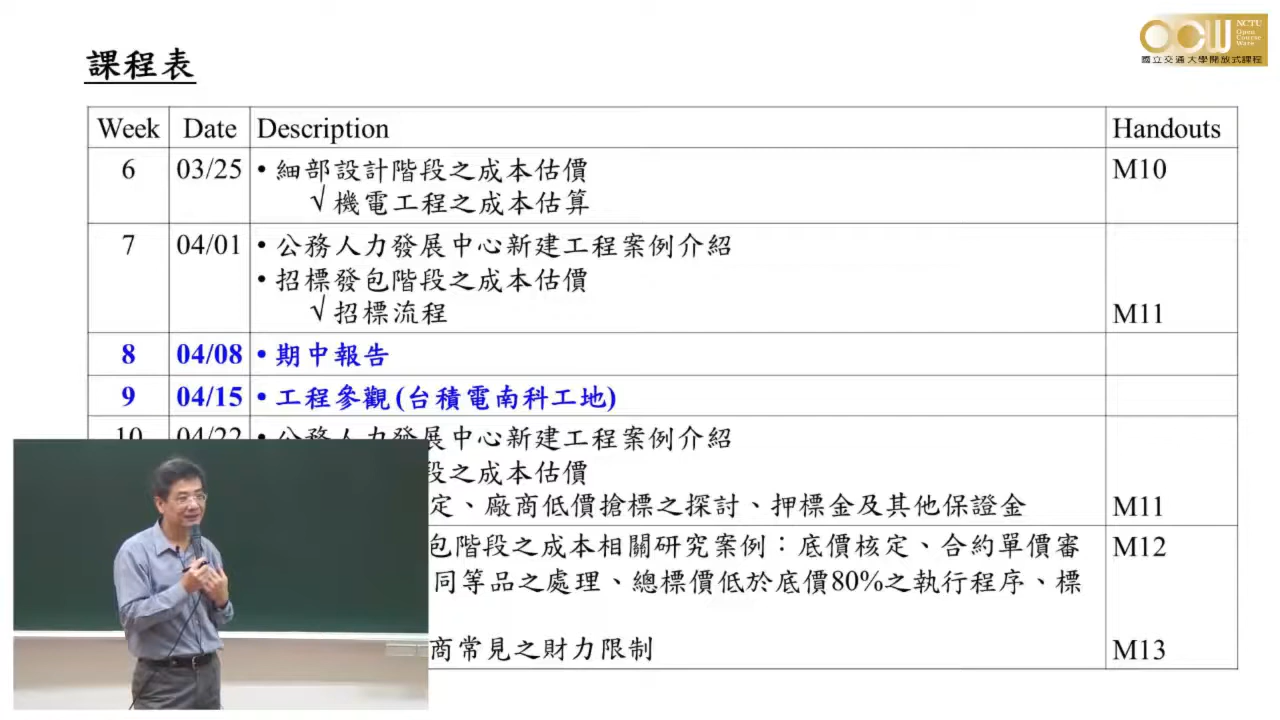 課程表
OCW
NCTU
Open
Course
Ware
國立交通大學開放式課程
Week Date Description Handouts
6 03/25 • 細部設計階段之成本估價 M10
√ 機電工程之成本估算
7 04/01 • 公務人力發展中心新建工程案例介紹
• 招標發包階段之成本估價
√ 招標流程 M11
8 04/08 • 期中報告
9 04/15 • 工程參觀 (台積電南科工地)
10 04/22 • 公務人力發展中心新建工程案例介紹
段之成本估價
定、廠商低價搶標之探討、押標金及其他保證金 M11
包階段之成本相關研究案例：底價核定、合約單價審 M12
同等品之處理、總標價低於底價80%之執行程序、標
商常見之財力限制 M13